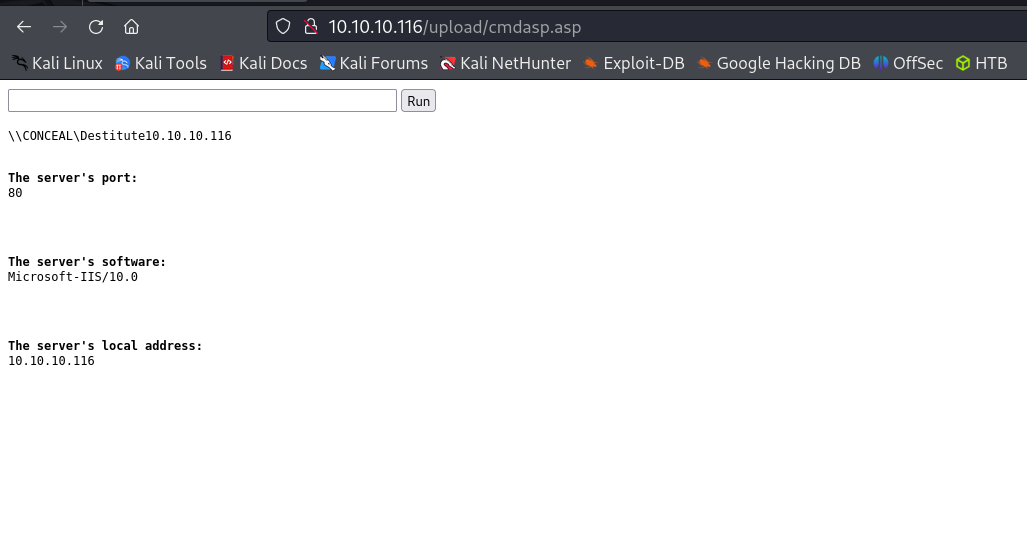 10.10.10.116/upload/cmdasp.asp
Kali Linux Kali Tools Kali Docs Kali Forums Kali NetHunter Exploit-DB Google Hacking DB OffSec HTB
Run
\\CONCEAL\Destitute10.10.10.116
The server's port:
80
The server's software:
Microsoft-IIS/10.0
The server's local address:
10.10.10.116